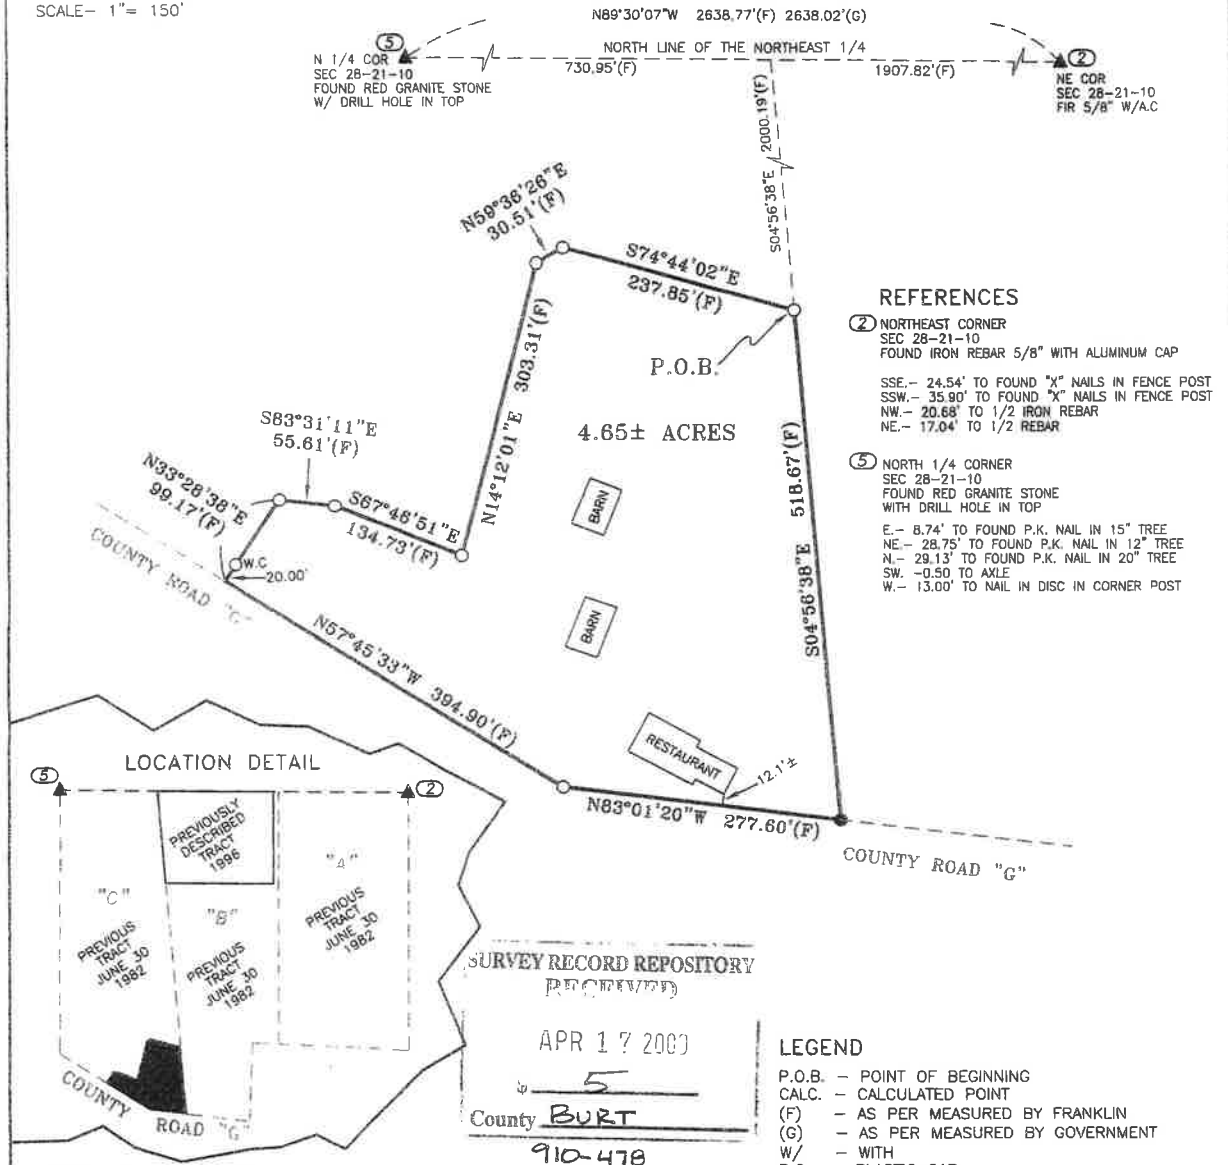 SCALE- 1"= 150'
N89°30'07"W 2638.77'(F) 2638.02'(G)
NORTH LINE OF THE NORTHEAST 1/4
730.95'(F)
1907.82'(F)
5
N 1/4 COR
SEC 28-21-10
FOUND RED GRANITE STONE
W/ DRILL HOLE IN TOP
2
NE COR
SEC 28-21-10
FIR 5/8" W/A.C
S04°56'38"E 2000.19'(F)
N59°36'26"E
30.51'(F)
S74°44'02"E
237.85'(F)
P.O.B.
4.65± ACRES
N14°12'01"E 303.31'(F)
S04°56'38"E 518.67'(F)
S83°31'11"E
55.61'(F)
N33°28'38"E
99.17'(F)
S67°46'51"E
134.73'(F)
W.C
20.00'
COUNTY ROAD "G"
N57°45'33"W 394.90'(F)
BARN
BARN
RESTAURANT
12.1'±
N83°01'20"W 277.60'(F)
COUNTY ROAD "G"
REFERENCES
2 NORTHEAST CORNER
SEC 28-21-10
FOUND IRON REBAR 5/8" WITH ALUMINUM CAP
SSE.- 24.54' TO FOUND "X" NAILS IN FENCE POST
SSW.- 35.90' TO FOUND "X" NAILS IN FENCE POST
NW.- 20.68' TO 1/2 IRON REBAR
NE.- 17.04' TO 1/2 REBAR
5 NORTH 1/4 CORNER
SEC 28-21-10
FOUND RED GRANITE STONE
WITH DRILL HOLE IN TOP
E.- 8.74' TO FOUND P.K. NAIL IN 15" TREE
NE.- 28.75' TO FOUND P.K. NAIL IN 12" TREE
N.- 29.13' TO FOUND P.K. NAIL IN 20" TREE
SW. -0.50 TO AXLE
W.- 13.00' TO NAIL IN DISC IN CORNER POST
LOCATION DETAIL
5
2
PREVIOUSLY
DESCRIBED
TRACT
1996
"C"
PREVIOUS
TRACT
JUNE 30
1982
"B"
PREVIOUS
TRACT
JUNE 30
1982
"A"
PREVIOUS
TRACT
JUNE 30
1982
COUNTY
ROAD "G"
SURVEY RECORD REPOSITORY
RECEIVED
APR 17 2000
5
County BURT
910-478
LEGEND
P.O.B. - POINT OF BEGINNING
CALC. - CALCULATED POINT
(F) - AS PER MEASURED BY FRANKLIN
(G) - AS PER MEASURED BY GOVERNMENT
W/ - WITH